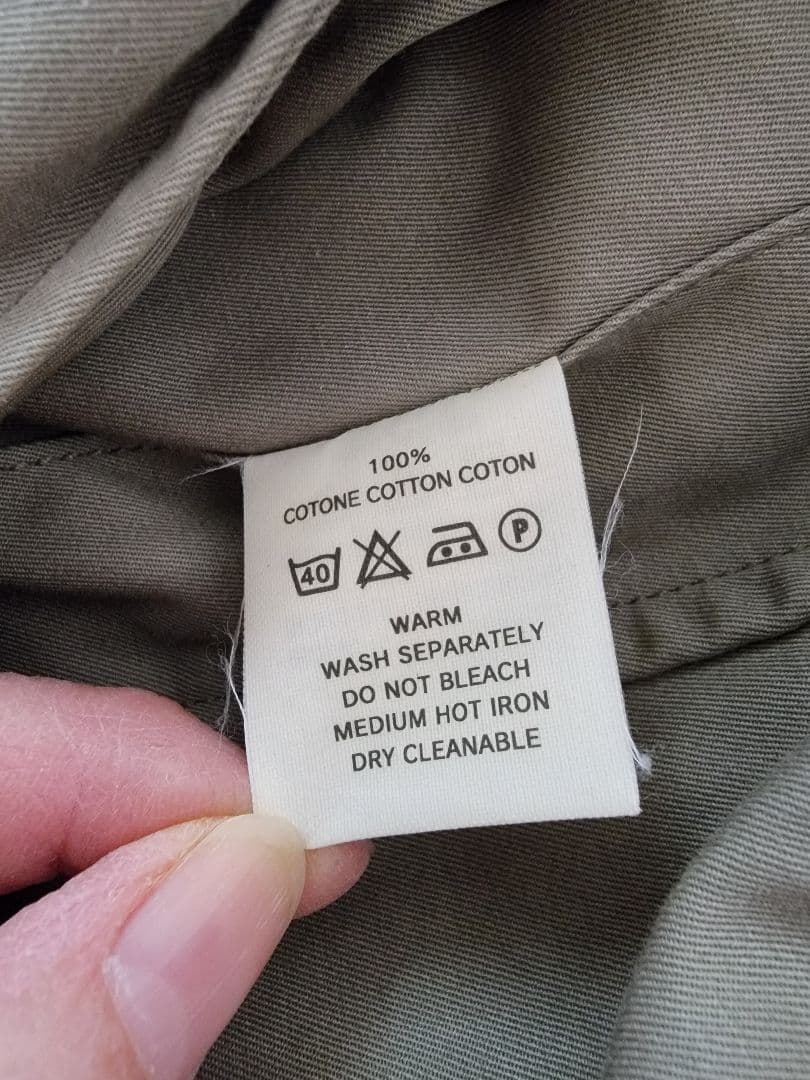 100%
COTONE COTTON COTON
40 P
WARM
WASH SEPARATELY
DO NOT BLEACH
MEDIUM HOT IRON
DRY CLEANABLE